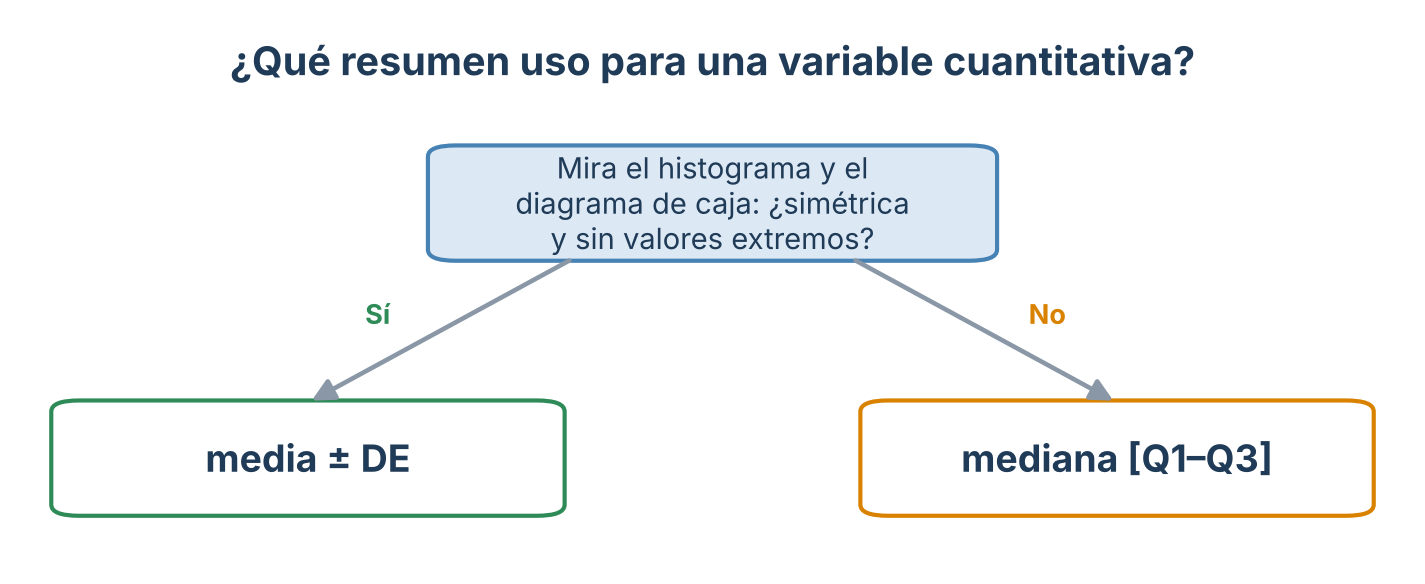 ¿Qué resumen uso para una variable cuantitativa?
Mira el histograma y el
diagrama de caja: ¿simétrica
y sin valores extremos?
Sí
No
media ± DE
mediana [Q1–Q3]